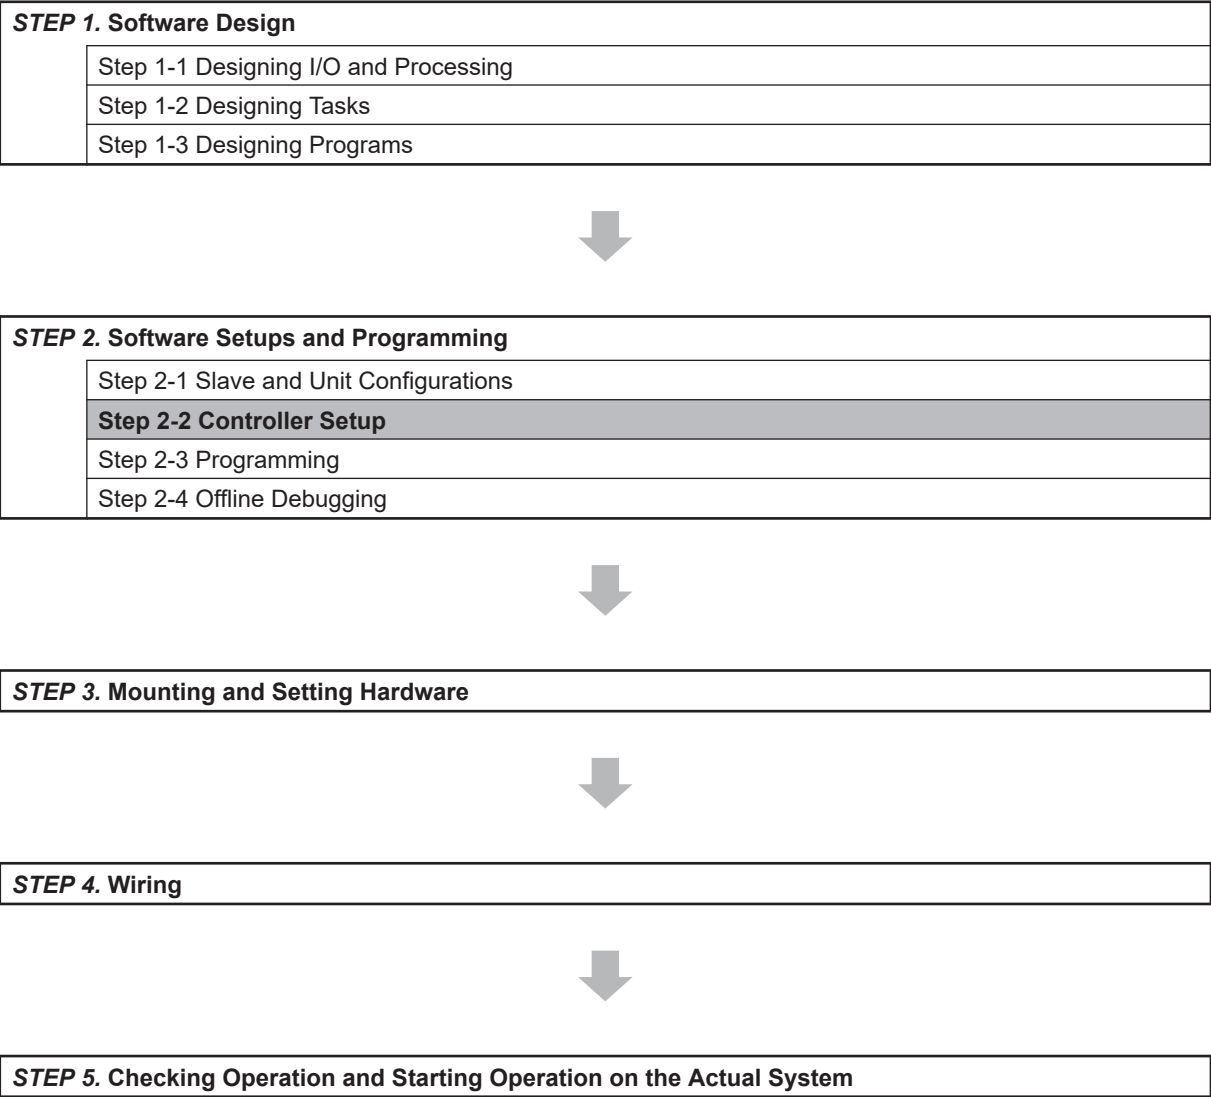 STEP 1. Software Design
Step 1-1 Designing I/O and Processing
Step 1-2 Designing Tasks
Step 1-3 Designing Programs
STEP 2. Software Setups and Programming
Step 2-1 Slave and Unit Configurations
Step 2-2 Controller Setup
Step 2-3 Programming
Step 2-4 Offline Debugging
STEP 3. Mounting and Setting Hardware
STEP 4. Wiring
STEP 5. Checking Operation and Starting Operation on the Actual System